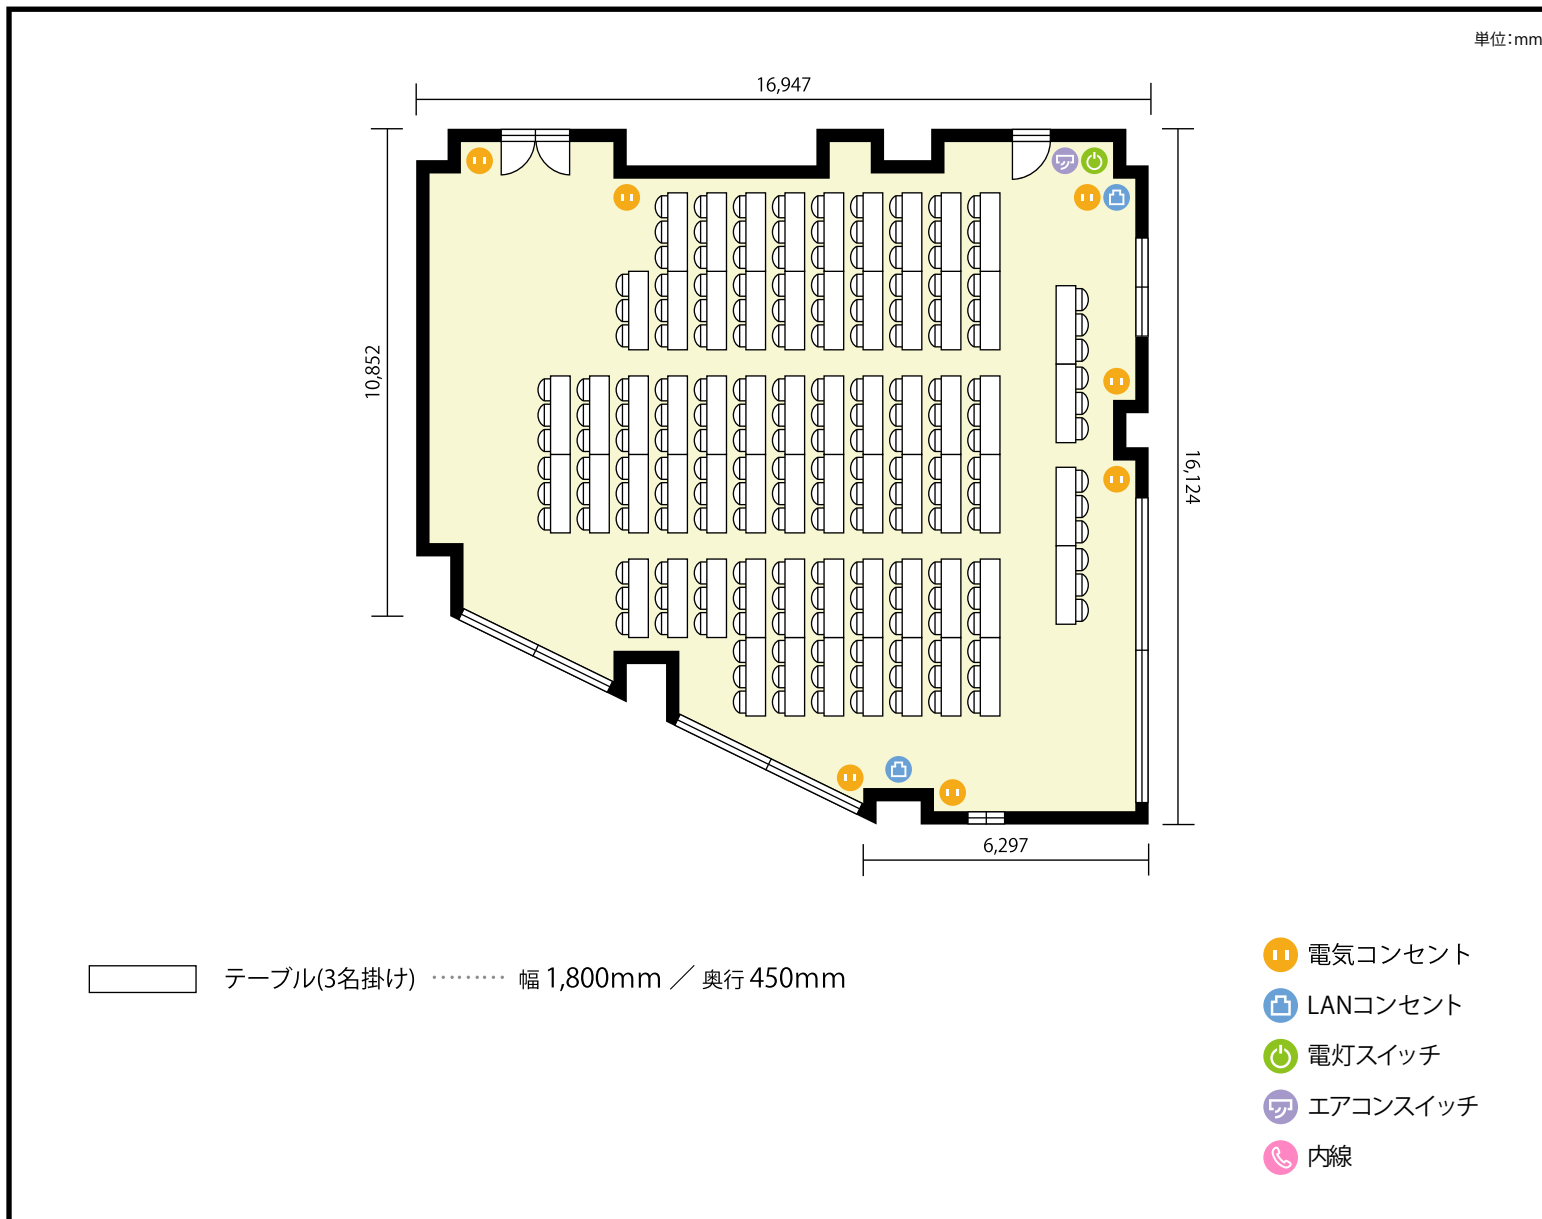 単位：mm
16,947
10,852
16,124
6,297
テーブル(3名掛け) ········· 幅 1,800mm ／ 奥行 450mm
電気コンセント
LANコンセント
電灯スイッチ
エアコンスイッチ
内線